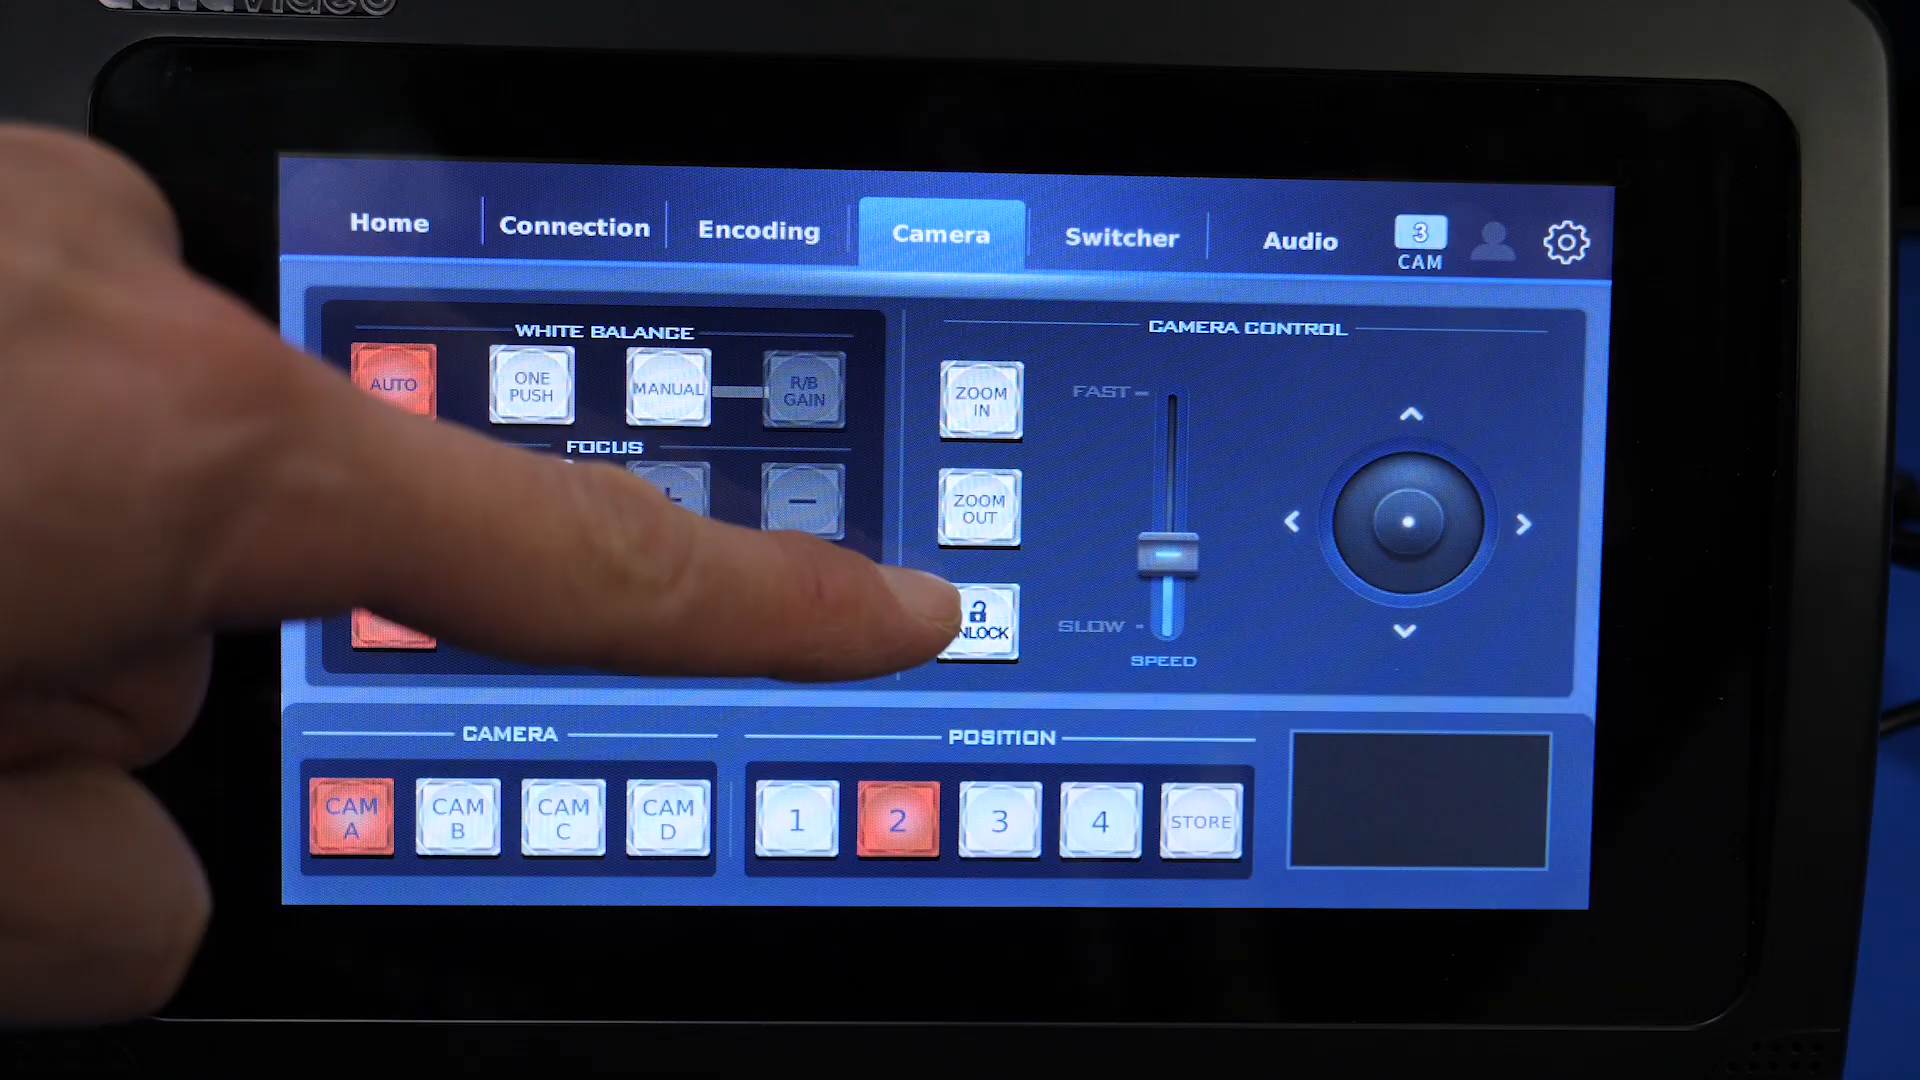 datavideo
Home Connection Encoding Camera Switcher Audio 3
CAM
WHITE BALANCE
CAMERA CONTROL
AUTO ONE PUSH MANUAL R/B GAIN
ZOOM IN
FAST
FOCUS
+ −
ZOOM OUT
NLOCK
SLOW
SPEED
CAMERA
POSITION
CAM A CAM B CAM C CAM D
1 2 3 4 STORE